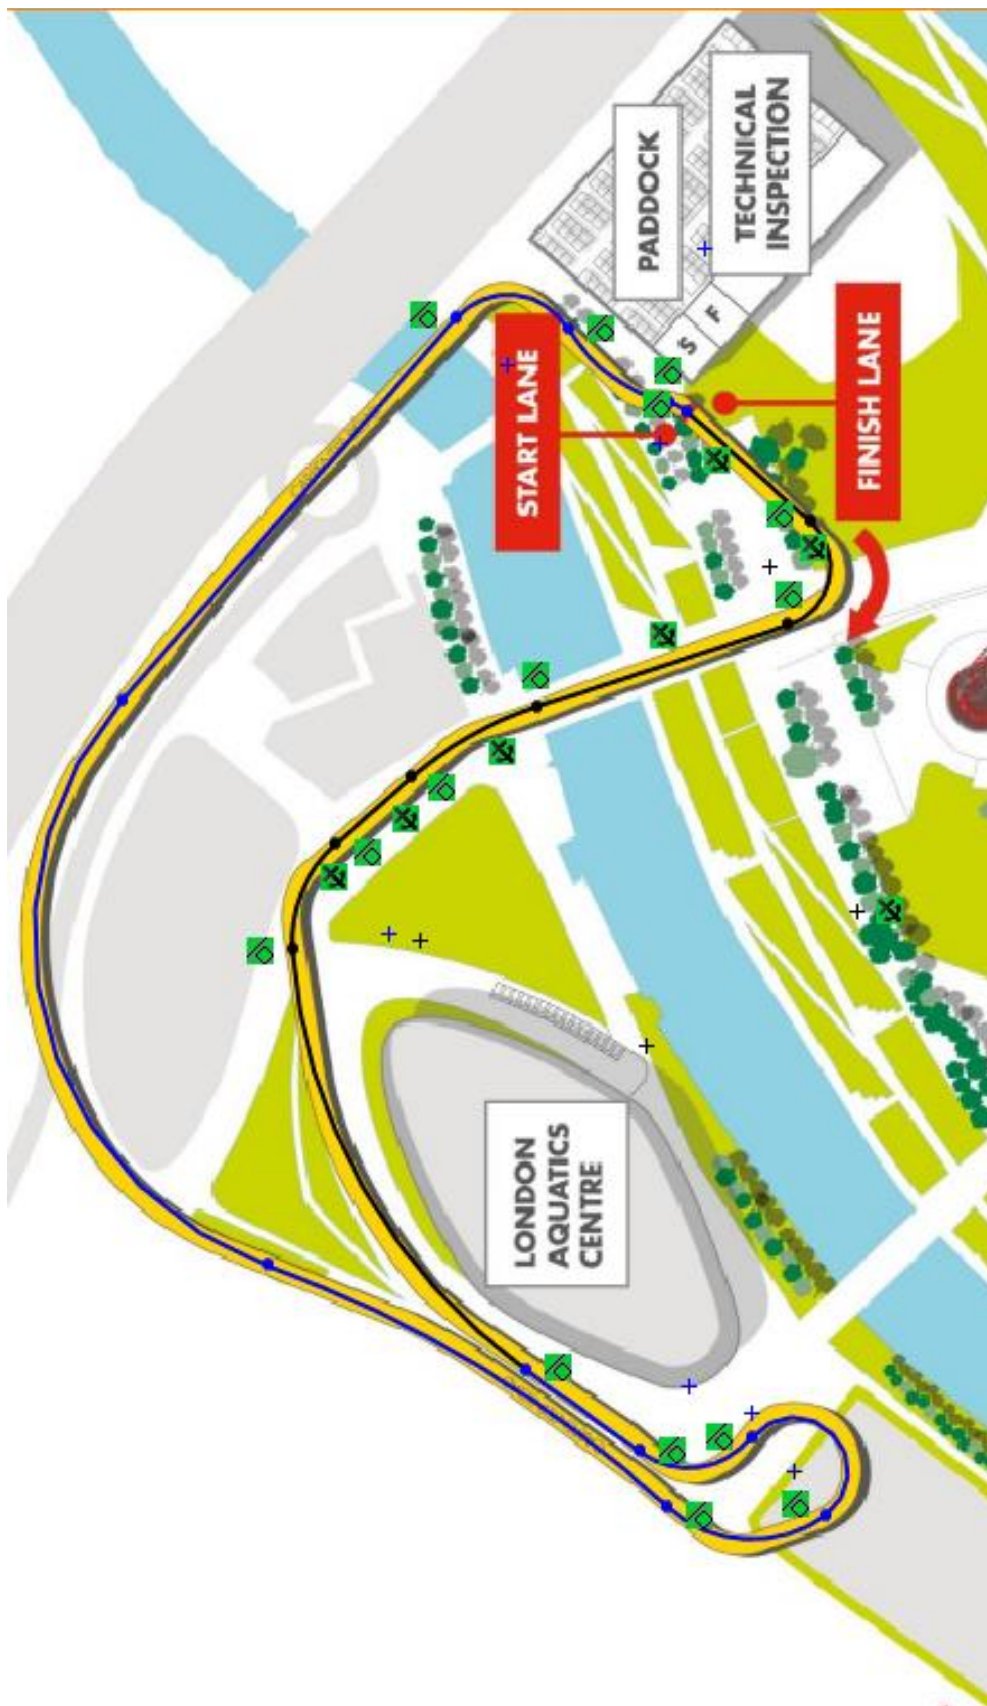 PADDOCK
TECHNICAL
INSPECTION
S
F
START LANE
FINISH LANE
LONDON
AQUATICS
CENTRE